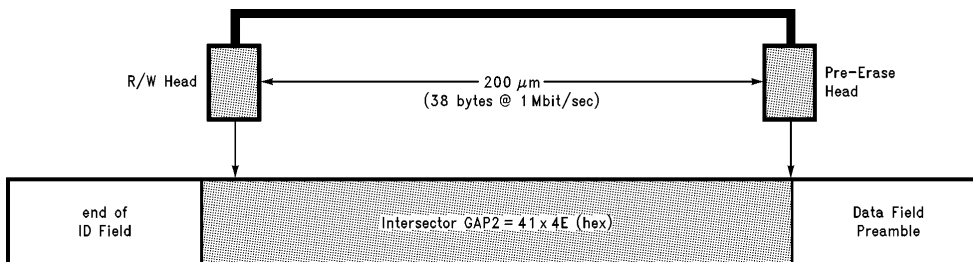 R/W Head
200 μm
(38 bytes @ 1 Mbit/sec)
Pre-Erase
Head
end of
ID Field
Intersector GAP2 = 41 x 4E (hex)
Data Field
Preamble